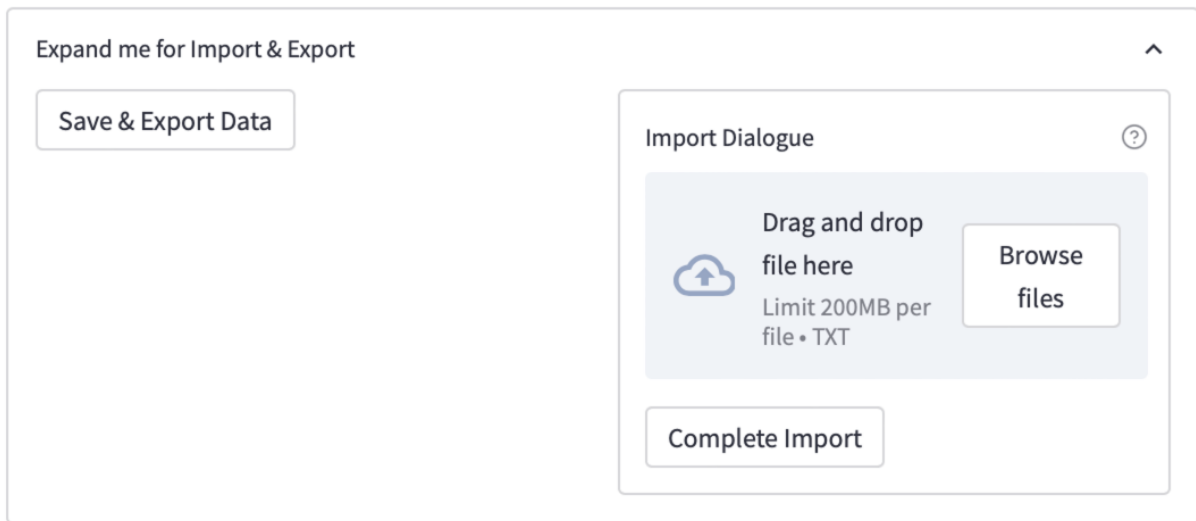 Expand me for Import & Export
Save & Export Data
Import Dialogue
Drag and drop
file here
Limit 200MB per
file • TXT
Browse
files
Complete Import